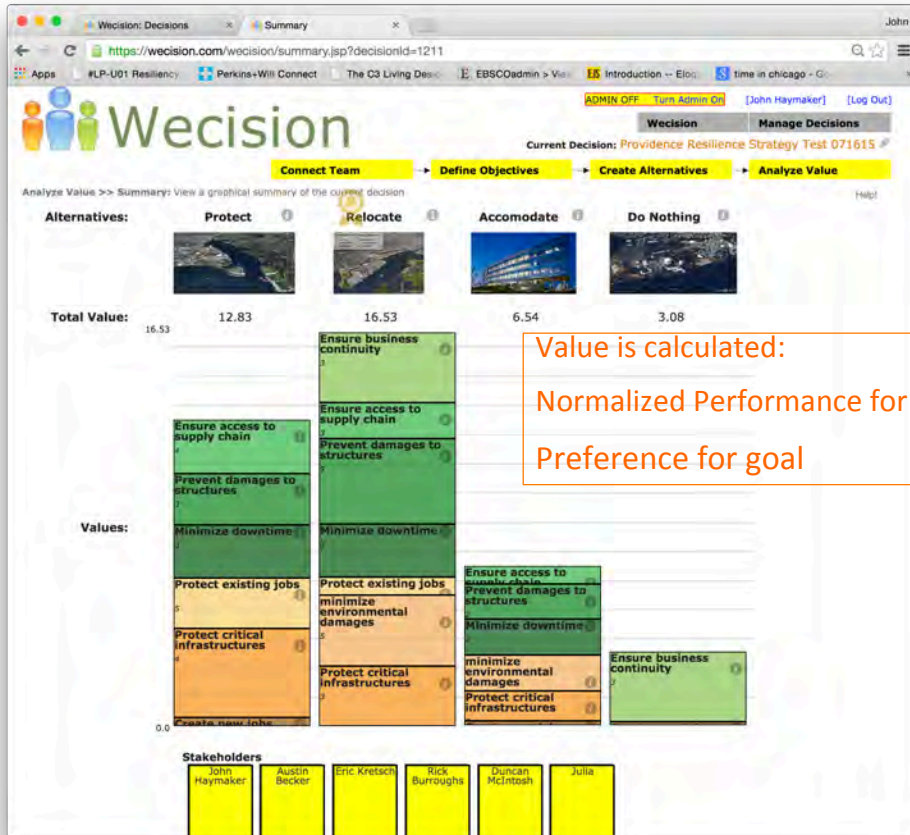 Wecision: Decisions
Summary
John
https://wecision.com/wecision/summary.jsp?decisionId=1211
Apps
#LP-U01 Resiliency
Perkins+Will Connect
The C3 Living Des
EBSCOadmin > Vie
Introduction -- Eloq
time in chicago - G
ADMIN OFF Turn Admin On [John Haymaker] [Log Out]
Wecision
Wecision Manage Decisions
Current Decision: Providence Resilience Strategy Test 071615
Connect Team Define Objectives Create Alternatives Analyze Value
Analyze Value >> Summary: View a graphical summary of the current decision
Help!
Alternatives: Protect Relocate Accomodate Do Nothing
Total Value: 12.83 16.53 6.54 3.08
16.53
Values:
0.0
Ensure access to
supply chain
4
Prevent damages to
structures
Minimize downtime
Protect existing jobs
5
Protect critical
infrastructures
4
Create new jobs
Ensure business
continuity
3
Ensure access to
supply chain
Prevent damages to
structures
5
Minimize downtime
Protect existing jobs
minimize
environmental
damages
5
Protect critical
infrastructures
3
Ensure access to
supply chain
Prevent damages to
structures
Minimize downtime
minimize
environmental
damages
Protect critical
infrastructures
Ensure business
continuity
3
Value is calculated:
Normalized Performance for
Preference for goal
Stakeholders
John
Haymaker
Austin
Becker
Eric Kretsch
Rick
Burroughs
Duncan
McIntosh
Julia